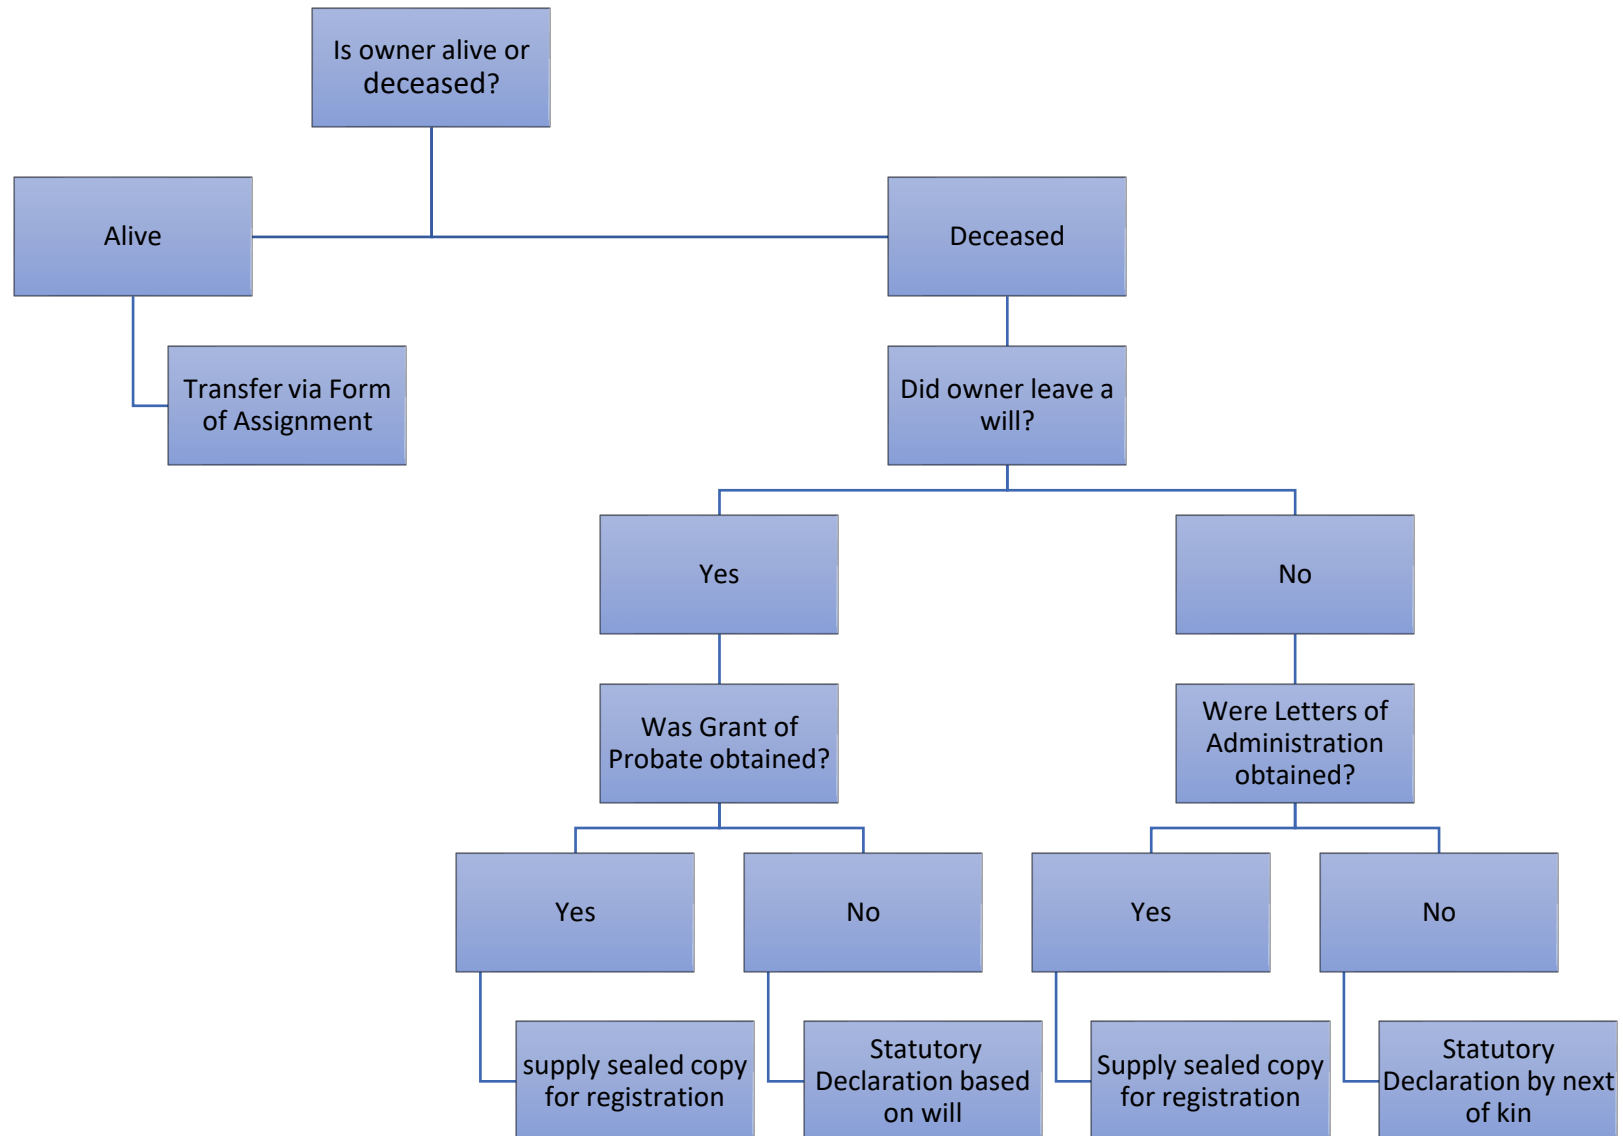 Is owner alive or
deceased?
Alive
Deceased
Transfer via Form
of Assignment
Did owner leave a
will?
Yes
No
Was Grant of
Probate obtained?
Were Letters of
Administration
obtained?
Yes
No
Yes
No
supply sealed copy
for registration
Statutory
Declaration based
on will
Supply sealed copy
for registration
Statutory
Declaration by next
of kin